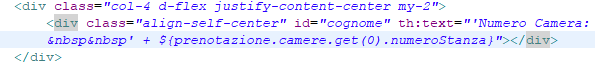 <div class="col-4 d-flex justify-content-center my-2">
<div class="align-self-center" id="cognome" th:text="'Numero Camera:
&nbsp&nbsp' + ${prenotazione.camere.get(0).numeroStanza}"></div>
</div>